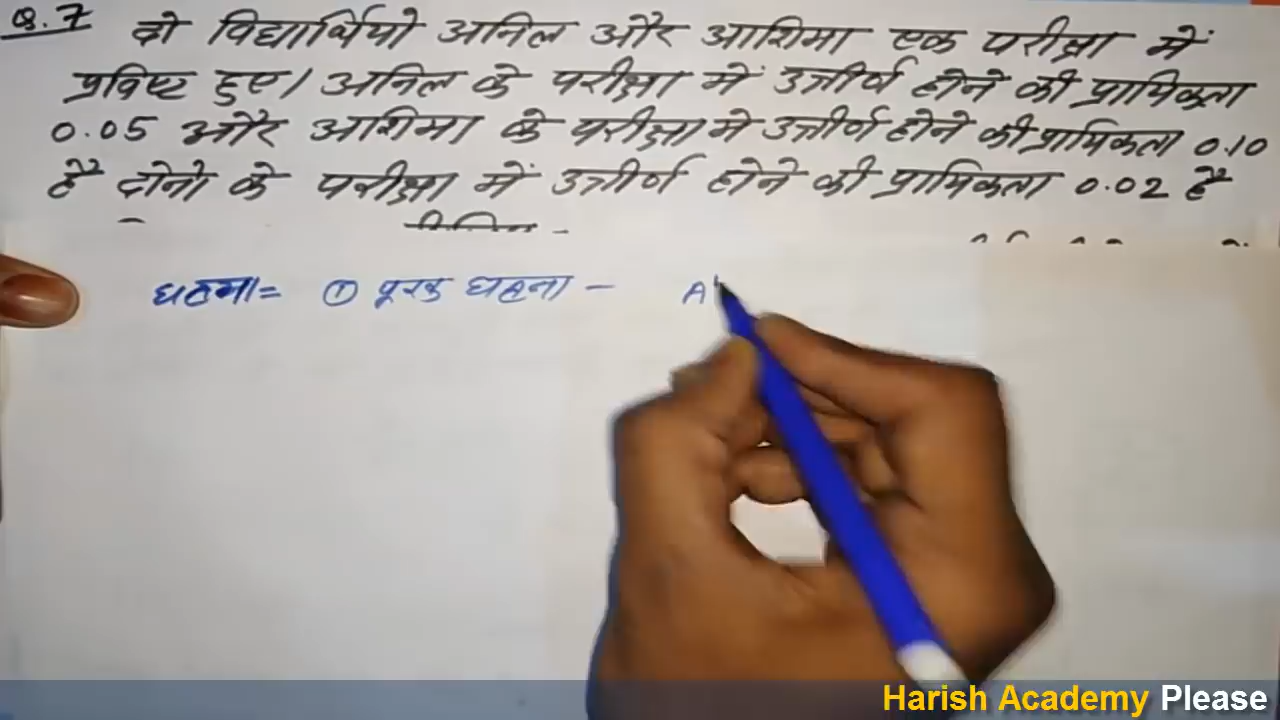 Q.7 दो विद्यार्थियो अनिल और आशिमा एक परीक्षा में
प्रविष्ट हुए। अनिल के परीक्षा में उत्तीर्ण होने की प्रायिकता
0.05 और आशिमा के परीक्षा मे उत्तीर्ण होने की प्रायिकता 0.10
है दोनो के परीक्षा में उत्तीर्ण होने की प्रायिकता 0.02 है
घटना= ① पूरक घटना - A'
Harish Academy Please